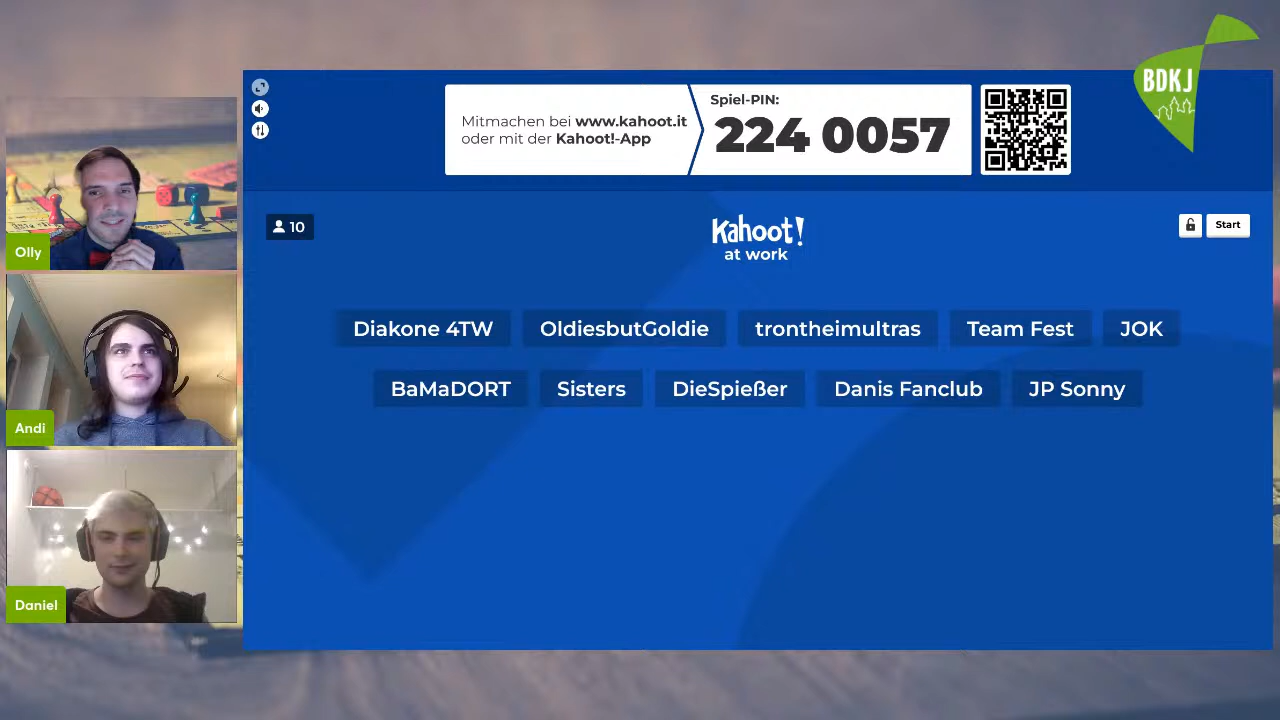 Mitmachen bei www.kahoot.it
oder mit der Kahoot!-App
Spiel-PIN:
224 0057
BDKJ
10
Kahoot!
at work
Start
Diakone 4TW
OldiesbutGoldie
trontheimultras
Team Fest
JOK
BaMaDORT
Sisters
DieSpießer
Danis Fanclub
JP Sonny
Olly
Andi
Daniel